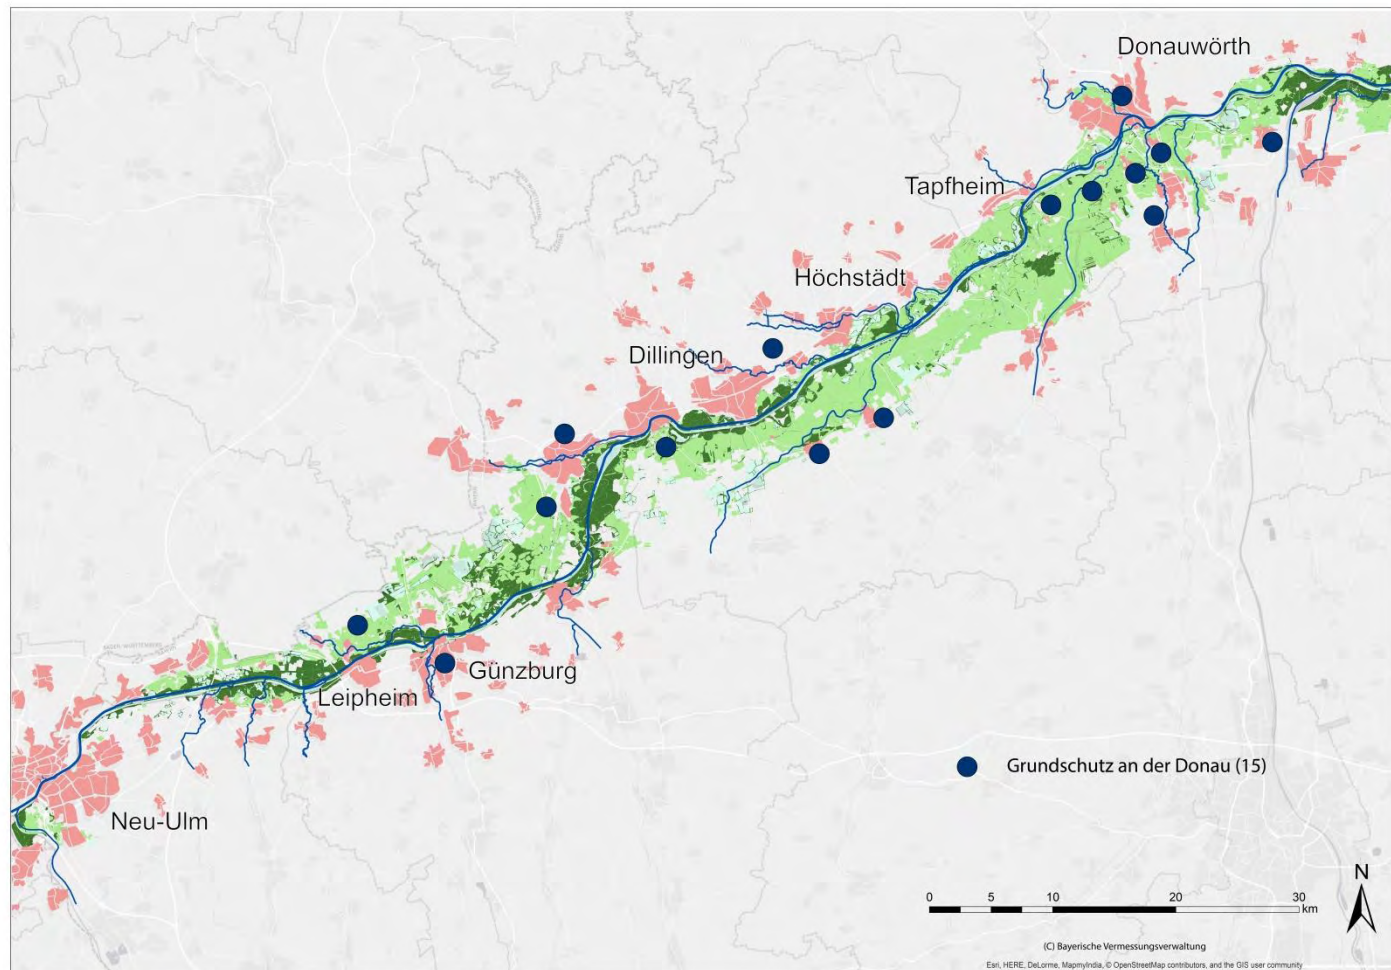 Donauwörth
Tapfheim
Höchstädt
Dillingen
Günzburg
Leipheim
Neu-Ulm
Grundschutz an der Donau (15)
N
0 5 10 20 30
km
(C) Bayerische Vermessungsverwaltung
Esri, HERE, DeLorme, MapmyIndia, © OpenStreetMap contributors, and the GIS user community